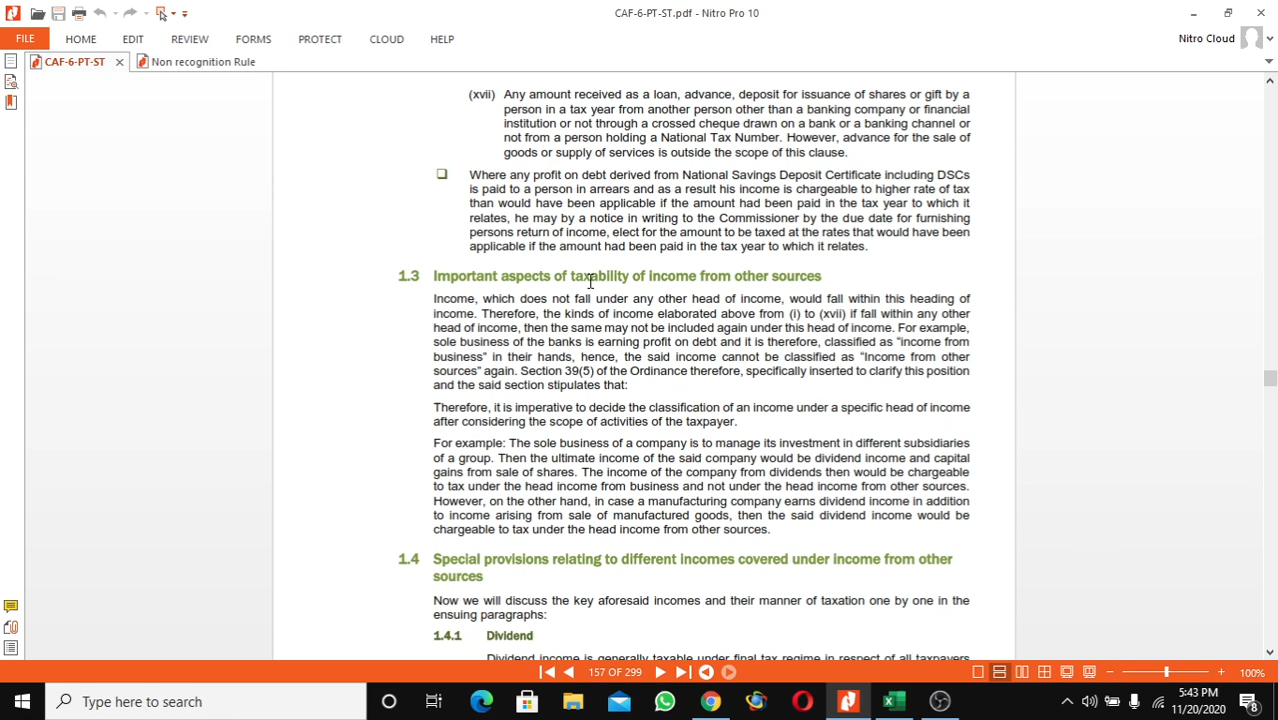 CAF-6-PT-ST.pdf - Nitro Pro 10
FILE HOME EDIT REVIEW FORMS PROTECT CLOUD HELP Nitro Cloud
CAF-6-PT-ST Non recognition Rule
(xvii) Any amount received as a loan, advance, deposit for issuance of shares or gift by a
person in a tax year from another person other than a banking company or financial
institution or not through a crossed cheque drawn on a bank or a banking channel or
not from a person holding a National Tax Number. However, advance for the sale of
goods or supply of services is outside the scope of this clause.
Where any profit on debt derived from National Savings Deposit Certificate including DSCs
is paid to a person in arrears and as a result his income is chargeable to higher rate of tax
than would have been applicable if the amount had been paid in the tax year to which it
relates, he may by a notice in writing to the Commissioner by the due date for furnishing
persons return of income, elect for the amount to be taxed at the rates that would have been
applicable if the amount had been paid in the tax year to which it relates.
1.3 Important aspects of taxability of income from other sources
Income, which does not fall under any other head of income, would fall within this heading of
income. Therefore, the kinds of income elaborated above from (i) to (xvii) if fall within any other
head of income, then the same may not be included again under this head of income. For example,
sole business of the banks is earning profit on debt and it is therefore, classified as “income from
business” in their hands, hence, the said income cannot be classified as “Income from other
sources” again. Section 39(5) of the Ordinance therefore, specifically inserted to clarify this position
and the said section stipulates that:
Therefore, it is imperative to decide the classification of an income under a specific head of income
after considering the scope of activities of the taxpayer.
For example: The sole business of a company is to manage its investment in different subsidiaries
of a group. Then the ultimate income of the said company would be dividend income and capital
gains from sale of shares. The income of the company from dividends then would be chargeable
to tax under the head income from business and not under the head income from other sources.
However, on the other hand, in case a manufacturing company earns dividend income in addition
to income arising from sale of manufactured goods, then the said dividend income would be
chargeable to tax under the head income from other sources.
1.4 Special provisions relating to different incomes covered under income from other
sources
Now we will discuss the key aforesaid incomes and their manner of taxation one by one in the
ensuing paragraphs:
1.4.1 Dividend
Dividend income is generally taxable under final tax regime in respect of all taxpayers
157 OF 299 100%
Type here to search
5:43 PM
11/20/2020
8